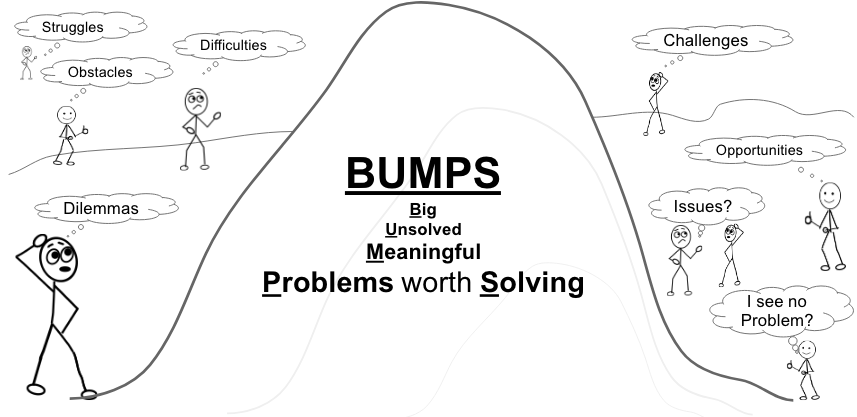 Struggles
Obstacles
Difficulties
Dilemmas
BUMPS
Big
Unsolved
Meaningful
Problems worth Solving
Challenges
Opportunities
Issues?
I see no
Problem?